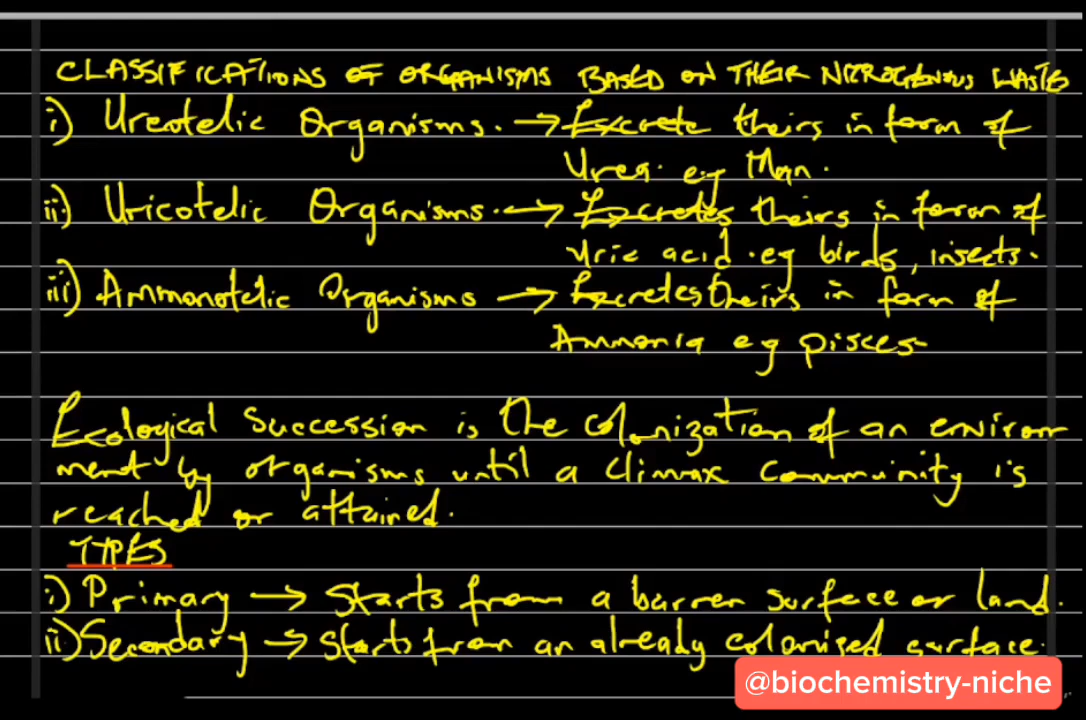 CLASSIFICATIONS OF ORGANISMS BASED ON THEIR NITROGENOUS WASTE
i) Ureotelic Organisms. → Excrete theirs in form of
Urea. eg Man.
ii) Uricotelic Organisms. → Excretes theirs in form of
Uric acid. eg birds, insects.
iii) Ammonotelic Organisms → Excretes theirs in form of
Ammonia eg pisces
Ecological Succession is the colonization of an environ
ment by organisms until a climax community is
reached or attained.
TYPES
i) Primary → Starts from a barren surface or land.
ii) Secondary → Starts from an already colonised surface.
@biochemistry-niche